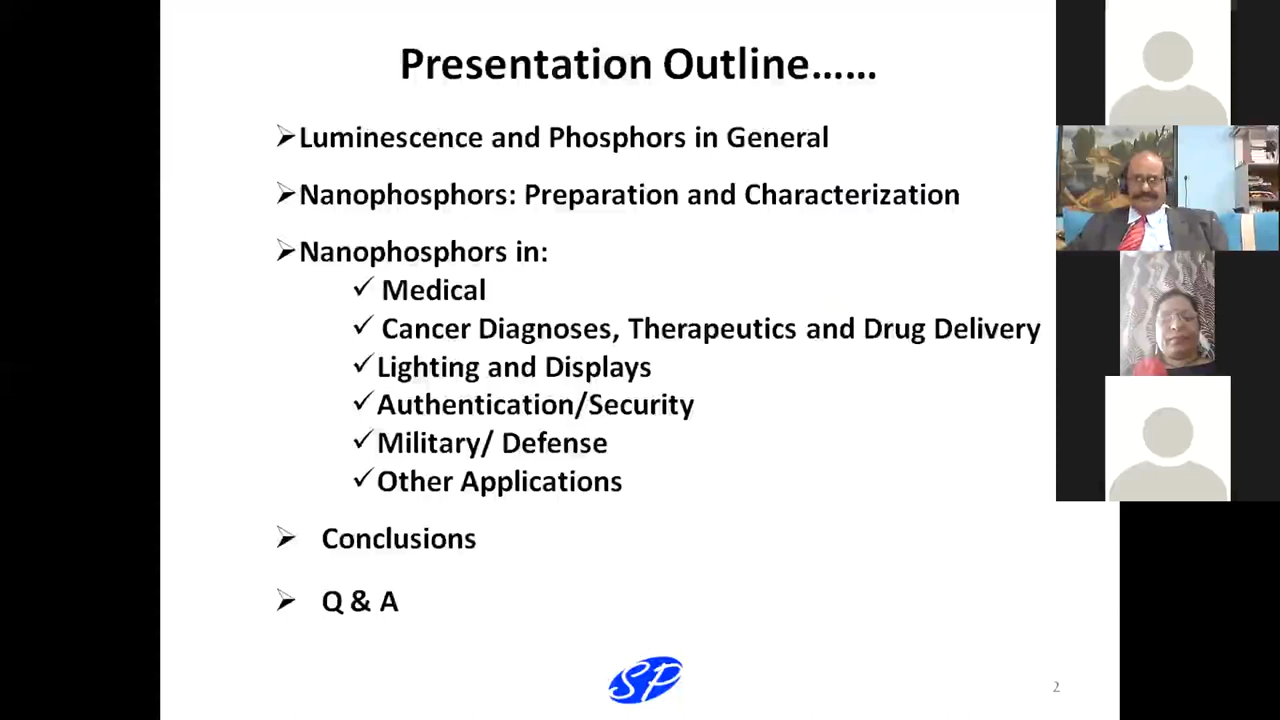 Presentation Outline......
Luminescence and Phosphors in General
Nanophosphors: Preparation and Characterization
Nanophosphors in:
Medical
Cancer Diagnoses, Therapeutics and Drug Delivery
Lighting and Displays
Authentication/Security
Military/ Defense
Other Applications
Conclusions
Q & A
SP
2